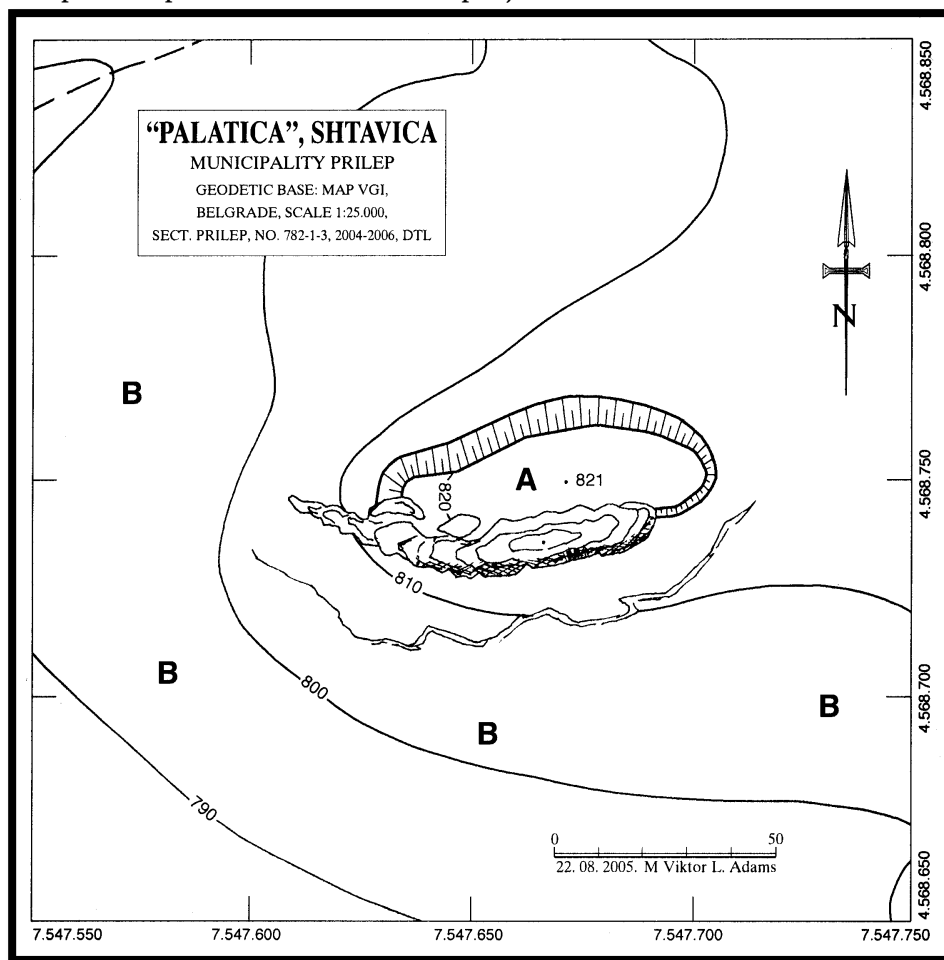 “PALATICA”, SHTAVICA
MUNICIPALITY PRILEP
GEODETIC BASE: MAP VGI,
BELGRADE, SCALE 1:25.000,
SECT. PRILEP, NO. 782-1-3, 2004-2006, DTL
4.568.850
4.568.800
N
B
4.568.750
A
821
820
810
B
800
B
B
4.568.700
790
0 50
22. 08. 2005. M Viktor L. Adams
4.568.650
7.547.550 7.547.600 7.547.650 7.547.700 7.547.750